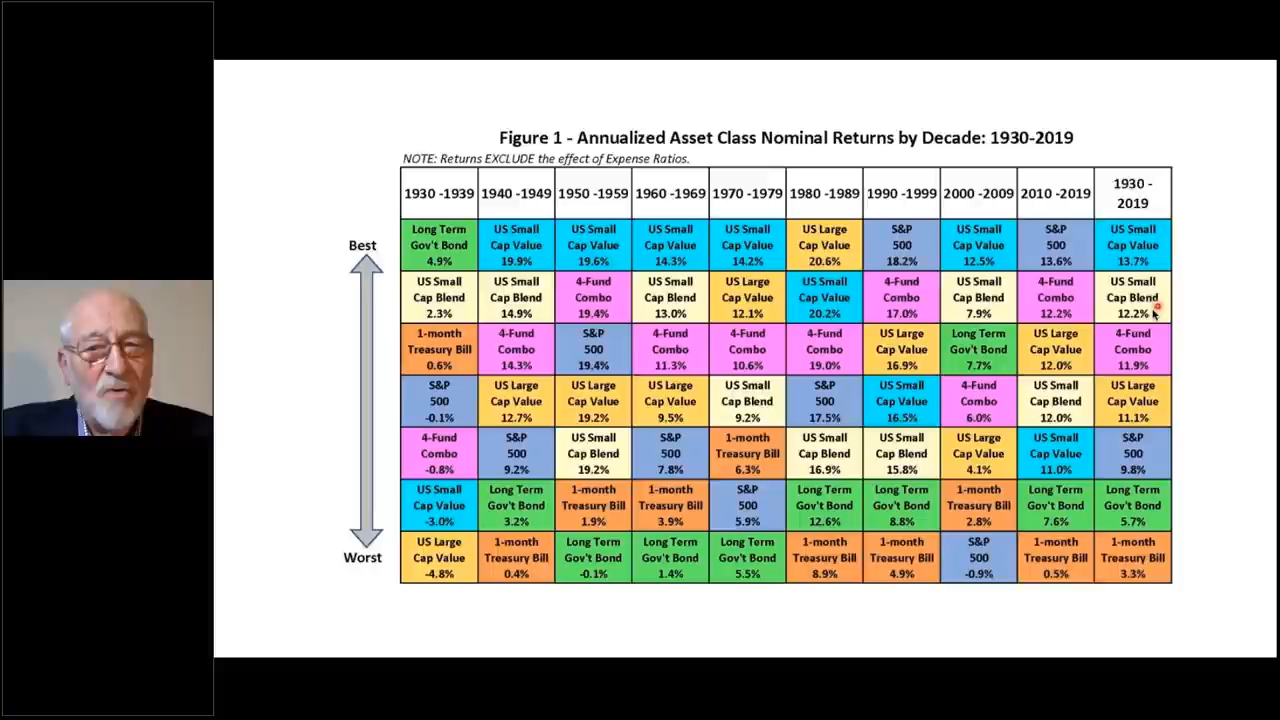 Figure 1 - Annualized Asset Class Nominal Returns by Decade: 1930-2019
NOTE: Returns EXCLUDE the effect of Expense Ratios.
1930 -1939 1940 -1949 1950 -1959 1960 -1969 1970 -1979 1980 -1989 1990 -1999 2000 -2009 2010 -2019 1930 -
2019
Best
Long Term US Small US Small US Small US Small US Large S&P US Small S&P US Small
Gov't Bond Cap Value Cap Value Cap Value Cap Value Cap Value 500 Cap Value 500 Cap Value
4.9% 19.9% 19.6% 14.3% 14.2% 20.6% 18.2% 12.5% 13.6% 13.7%
US Small US Small 4-Fund US Small US Large US Small 4-Fund US Small 4-Fund US Small
Cap Blend Cap Blend Combo Cap Blend Cap Value Cap Value Combo Cap Blend Combo Cap Blend
2.3% 14.9% 19.4% 13.0% 12.1% 20.2% 17.0% 7.9% 12.2% 12.2%
1-month 4-Fund S&P 4-Fund 4-Fund 4-Fund US Large Long Term US Large 4-Fund
Treasury Bill Combo 500 Combo Combo Combo Cap Value Gov't Bond Cap Value Combo
0.6% 14.3% 19.4% 11.3% 10.6% 19.0% 16.9% 7.7% 12.0% 11.9%
S&P US Large US Large US Large US Small S&P US Small 4-Fund US Small US Large
500 Cap Value Cap Value Cap Value Cap Blend 500 Cap Value Combo Cap Blend Cap Value
-0.1% 12.7% 19.2% 9.5% 9.2% 17.5% 16.5% 6.0% 12.0% 11.1%
4-Fund S&P US Small S&P 1-month US Small US Small US Large US Small S&P
Combo 500 Cap Blend 500 Treasury Bill Cap Blend Cap Blend Cap Value Cap Value 500
-0.8% 9.2% 19.2% 7.8% 6.3% 16.9% 15.8% 4.1% 11.0% 9.8%
US Small Long Term 1-month 1-month S&P Long Term Long Term 1-month Long Term Long Term
Cap Value Gov't Bond Treasury Bill Treasury Bill 500 Gov't Bond Gov't Bond Treasury Bill Gov't Bond Gov't Bond
-3.0% 3.2% 1.9% 3.9% 5.9% 12.6% 8.8% 2.8% 7.6% 5.7%
US Large 1-month Long Term Long Term Long Term 1-month 1-month S&P 1-month 1-month
Worst Cap Value Treasury Bill Gov't Bond Gov't Bond Gov't Bond Treasury Bill Treasury Bill 500 Treasury Bill Treasury Bill
-4.8% 0.4% -0.1% 1.4% 5.5% 8.9% 4.9% -0.9% 0.5% 3.3%